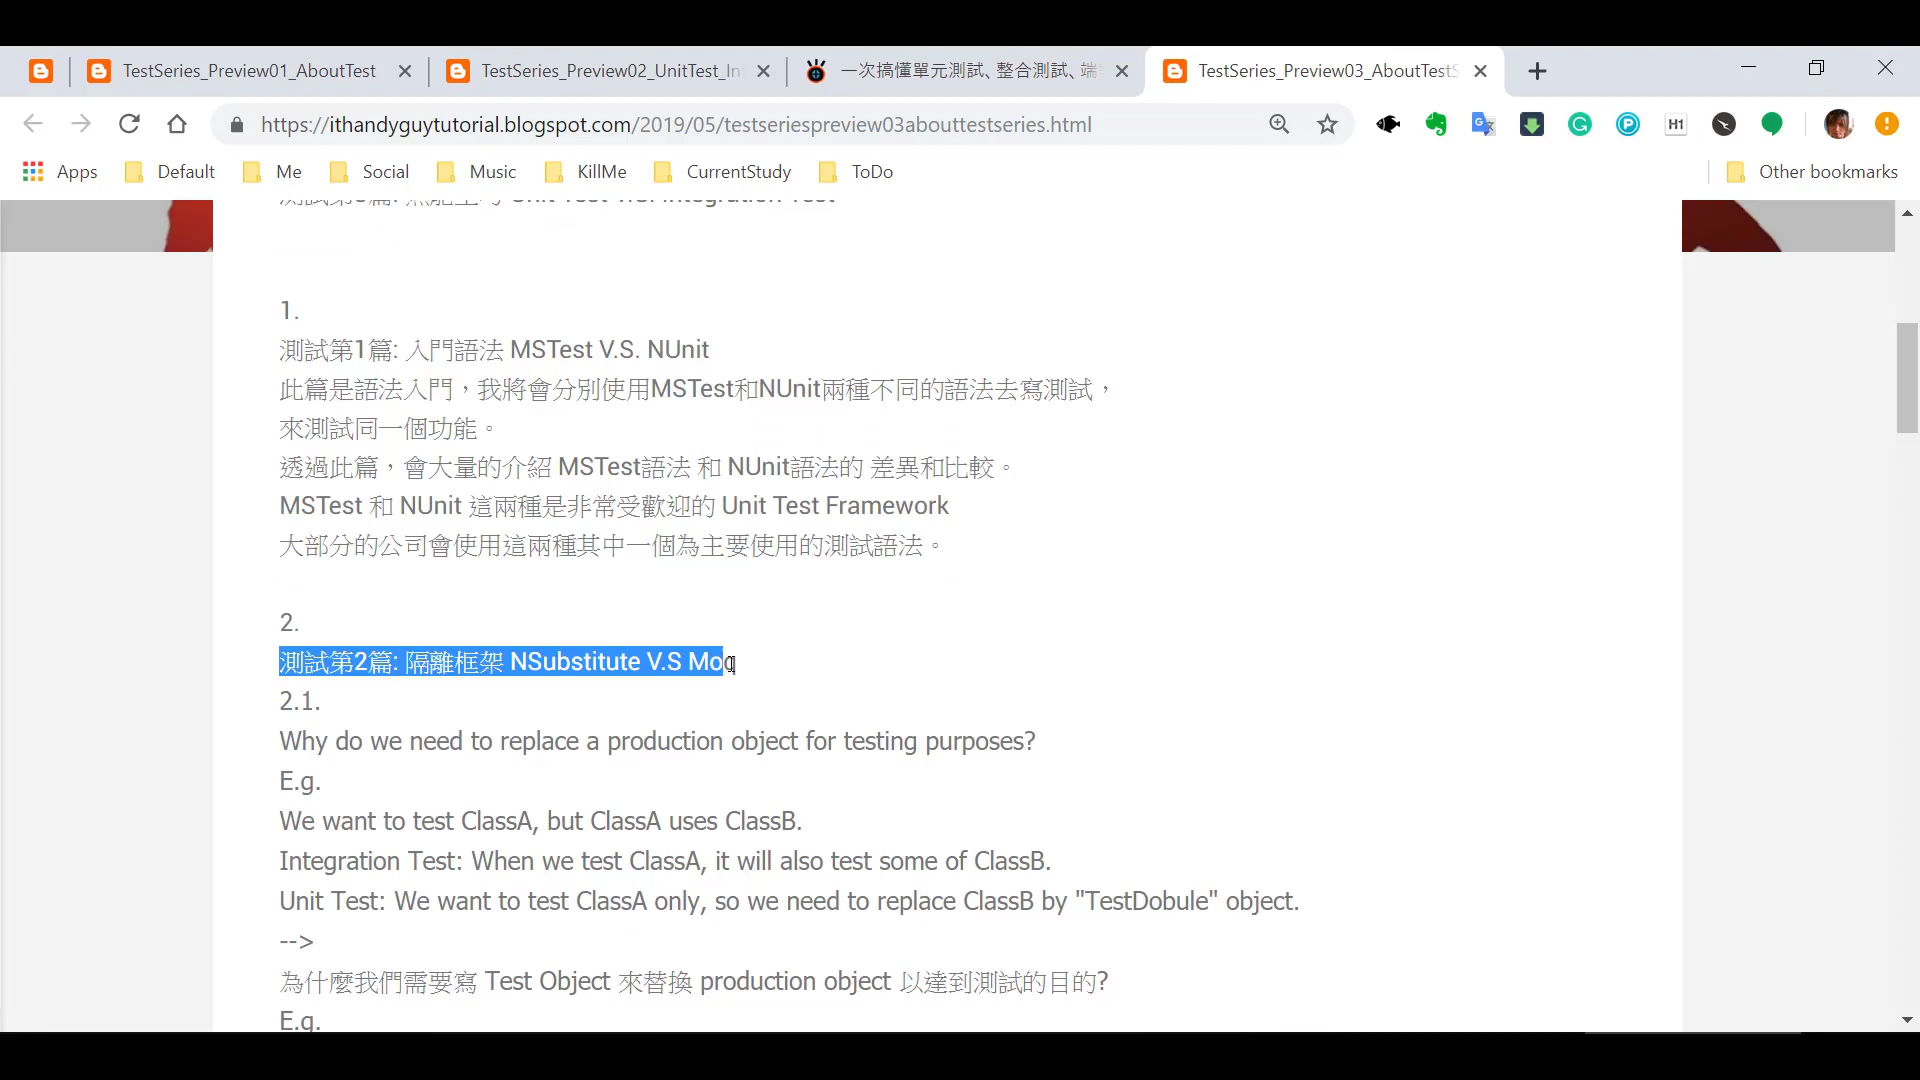 TestSeries_Preview01_AboutTest
TestSeries_Preview02_UnitTest_In
一次搞懂單元測試、整合測試、端
TestSeries_Preview03_AboutTestS
https://ithandyguytutorial.blogspot.com/2019/05/testseriespreview03abouttestseries.html
H1
Apps
Default
Me
Social
Music
KillMe
CurrentStudy
ToDo
Other bookmarks
1.
測試第1篇: 入門語法 MSTest V.S. NUnit
此篇是語法入門，我將會分別使用MSTest和NUnit兩種不同的語法去寫測試，
來測試同一個功能。
透過此篇，會大量的介紹 MSTest語法 和 NUnit語法的 差異和比較。
MSTest 和 NUnit 這兩種是非常受歡迎的 Unit Test Framework
大部分的公司會使用這兩種其中一個為主要使用的測試語法。
2.
測試第2篇: 隔離框架 NSubstitute V.S Moq
2.1.
Why do we need to replace a production object for testing purposes?
E.g.
We want to test ClassA, but ClassA uses ClassB.
Integration Test: When we test ClassA, it will also test some of ClassB.
Unit Test: We want to test ClassA only, so we need to replace ClassB by "TestDobule" object.
-->
為什麼我們需要寫 Test Object 來替換 production object 以達到測試的目的?
E.g.